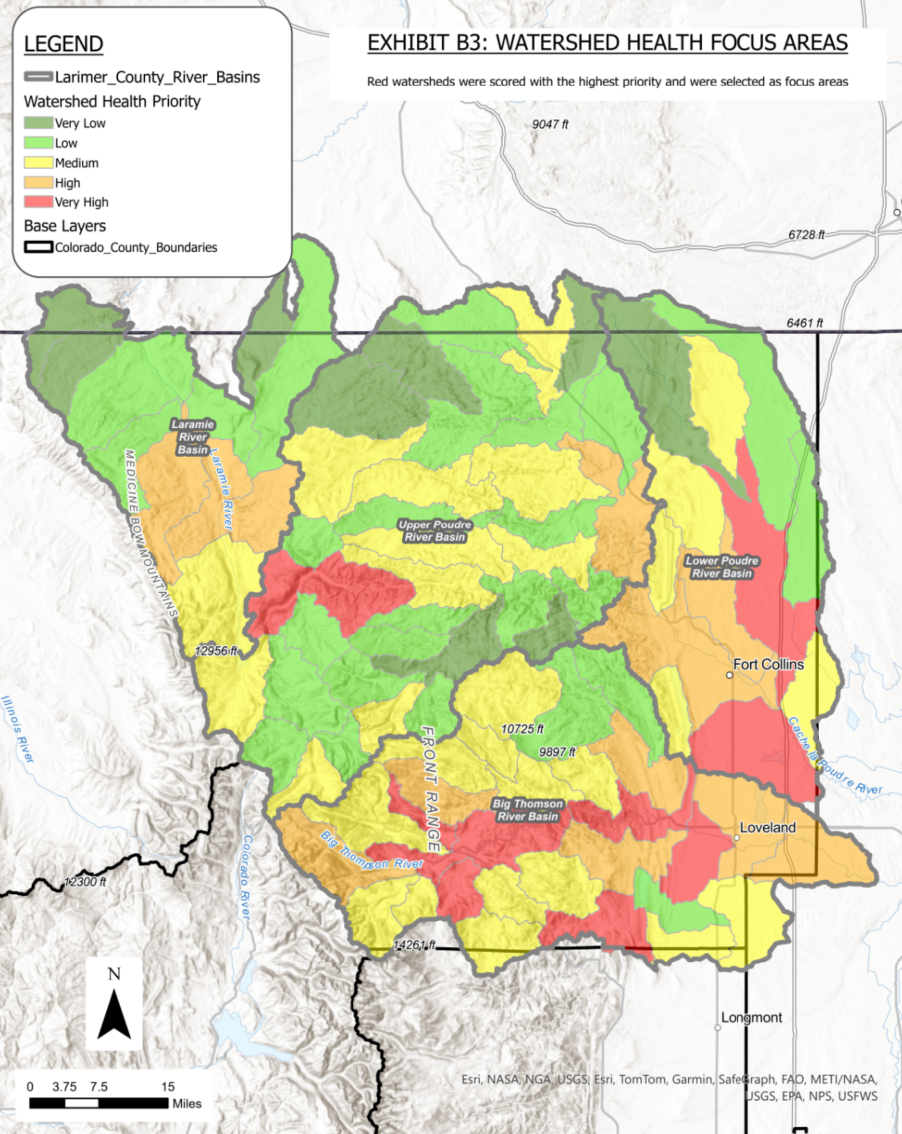 LEGEND
Larimer_County_River_Basins
Watershed Health Priority
Very Low
Low
Medium
High
Very High
Base Layers
Colorado_County_Boundaries
EXHIBIT B3: WATERSHED HEALTH FOCUS AREAS
Red watersheds were scored with the highest priority and were selected as focus areas
9047 ft
6728 ft
6461 ft
Laramie
River
Basin
Laramie River
MEDICINE BOW MOUNTAINS
Upper Poudre
River Basin
Lower Poudre
River Basin
12956 ft
Fort Collins
Illinois River
10725 ft
9897 ft
FRONT RANGE
Cache la Poudre River
Big Thomson
River Basin
Loveland
Big Thompson River
Colorado River
12300 ft
14261 ft
N
Longmont
0 3.75 7.5 15
Miles
Esri, NASA, NGA, USGS, Esri, TomTom, Garmin, SafeGraph, FAO, METI/NASA,
USGS, EPA, NPS, USFWS